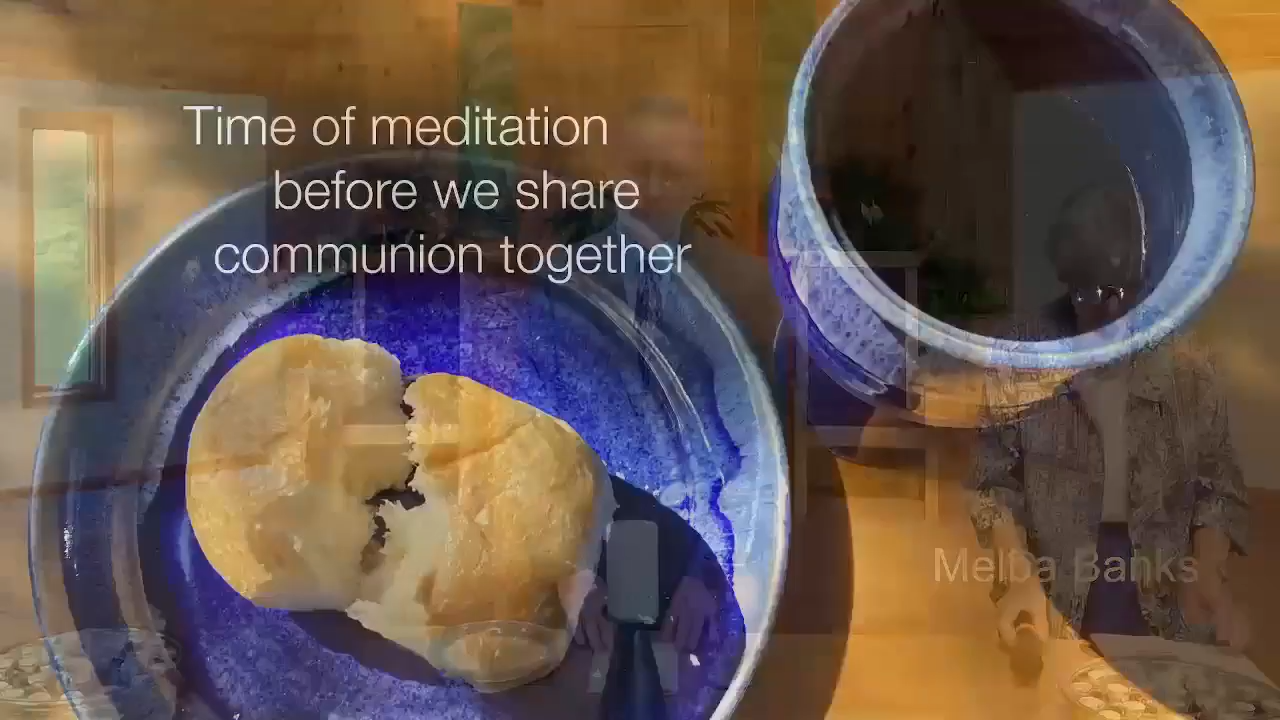 Time of meditation
before we share
communion together
Melba Banks